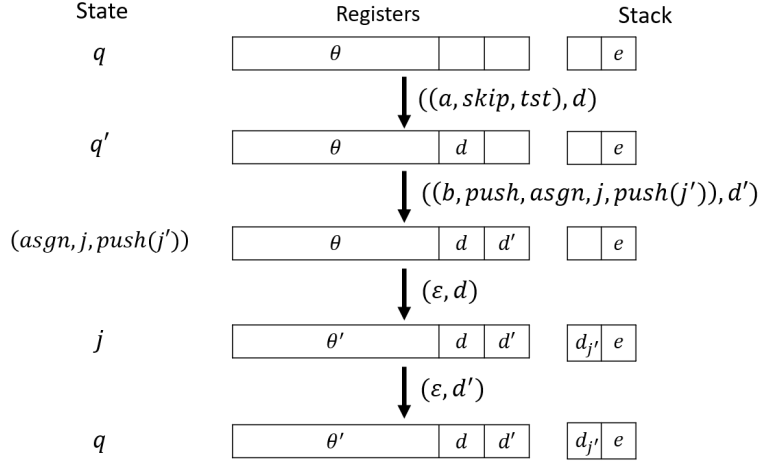 State Registers Stack
q θ e
((a, skip, tst), d)
q′ θ d e
((b, push, asgn, j, push(j′)), d′)
(asgn, j, push(j′)) θ d d′ e
(ε, d)
j θ′ d d′ d_{j′} e
(ε, d′)
q θ′ d d′ d_{j′} e